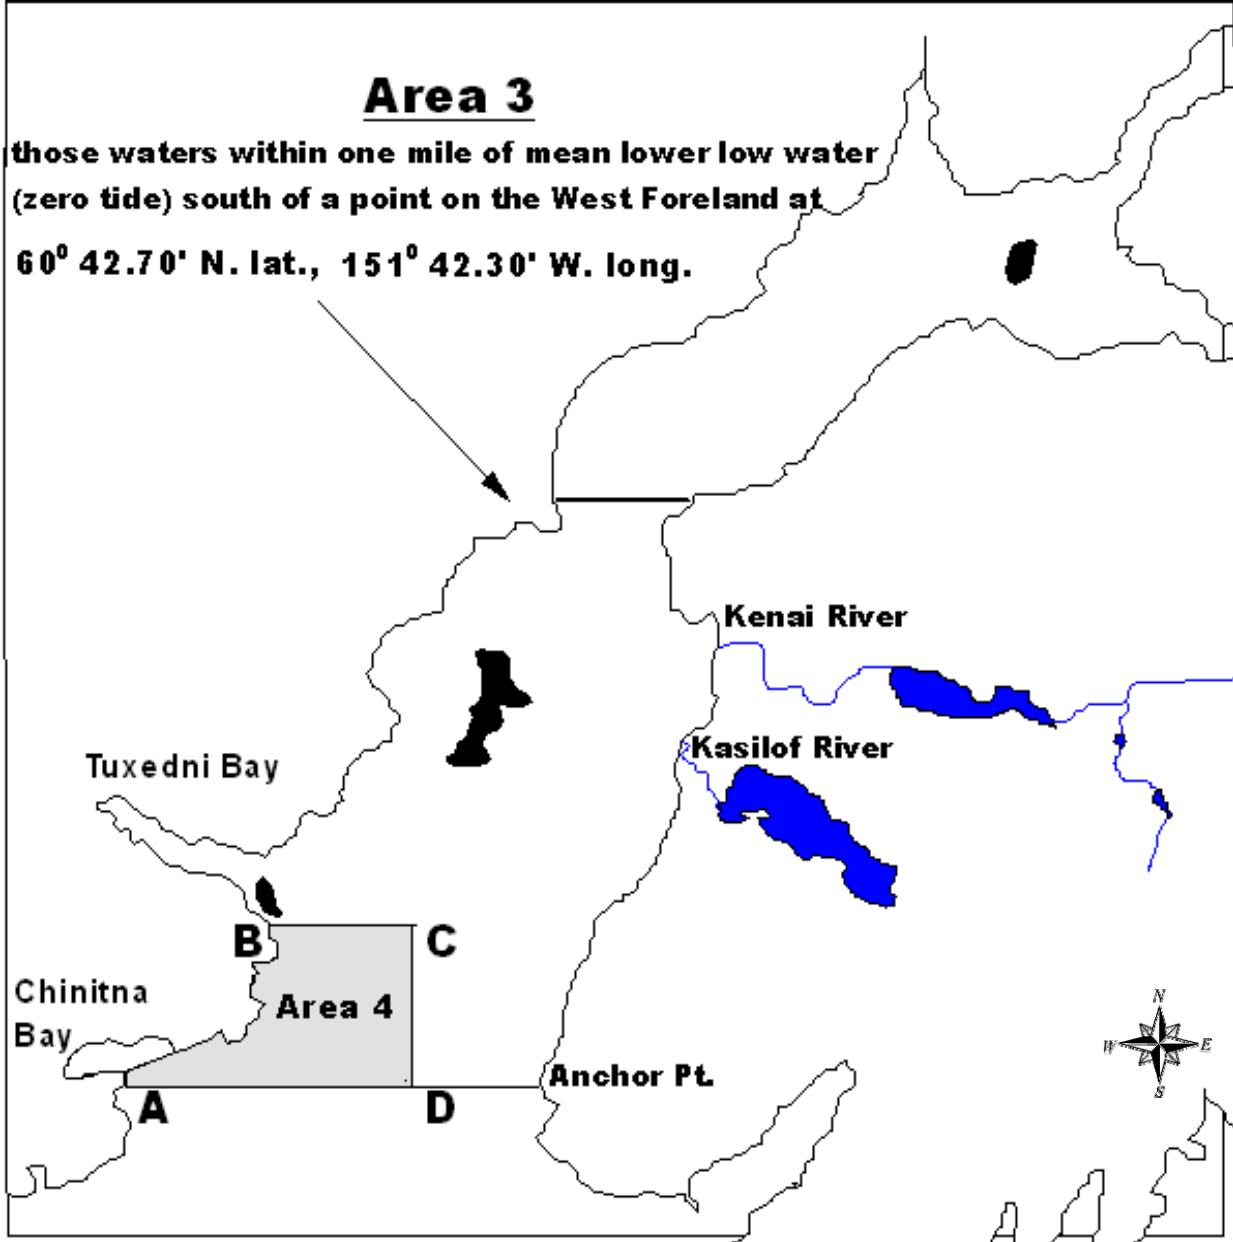 Area 3
those waters within one mile of mean lower low water
(zero tide) south of a point on the West Foreland at
60⁰ 42.70' N. lat., 151⁰ 42.30' W. long.
Kenai River
Kasilof River
Tuxedni Bay
B
C
Chinitna
Bay
Area 4
N
W
E
S
Anchor Pt.
A
D